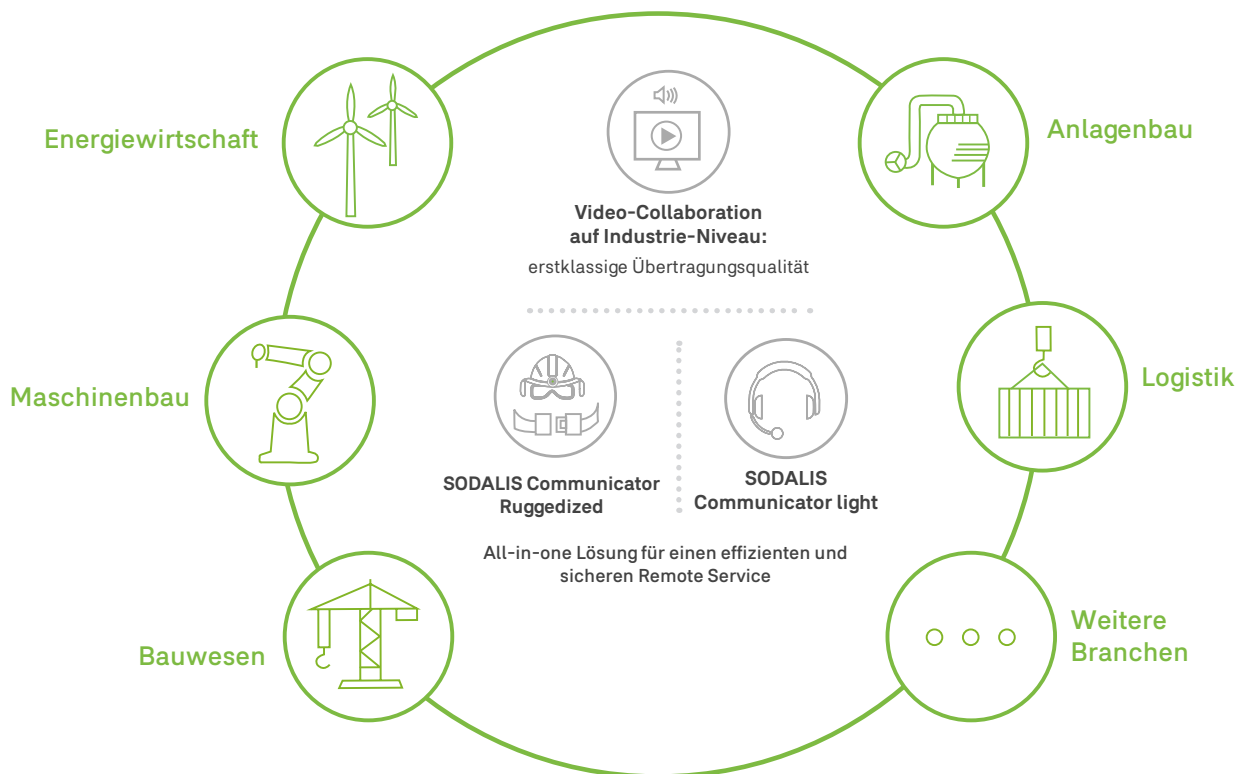 Energiewirtschaft
Anlagenbau
Video-Collaboration
auf Industrie-Niveau:
erstklassige Übertragungsqualität
Maschinenbau
Logistik
SODALIS Communicator
Ruggedized
SODALIS
Communicator light
All-in-one Lösung für einen effizienten und
sicheren Remote Service
Bauwesen
Weitere
Branchen